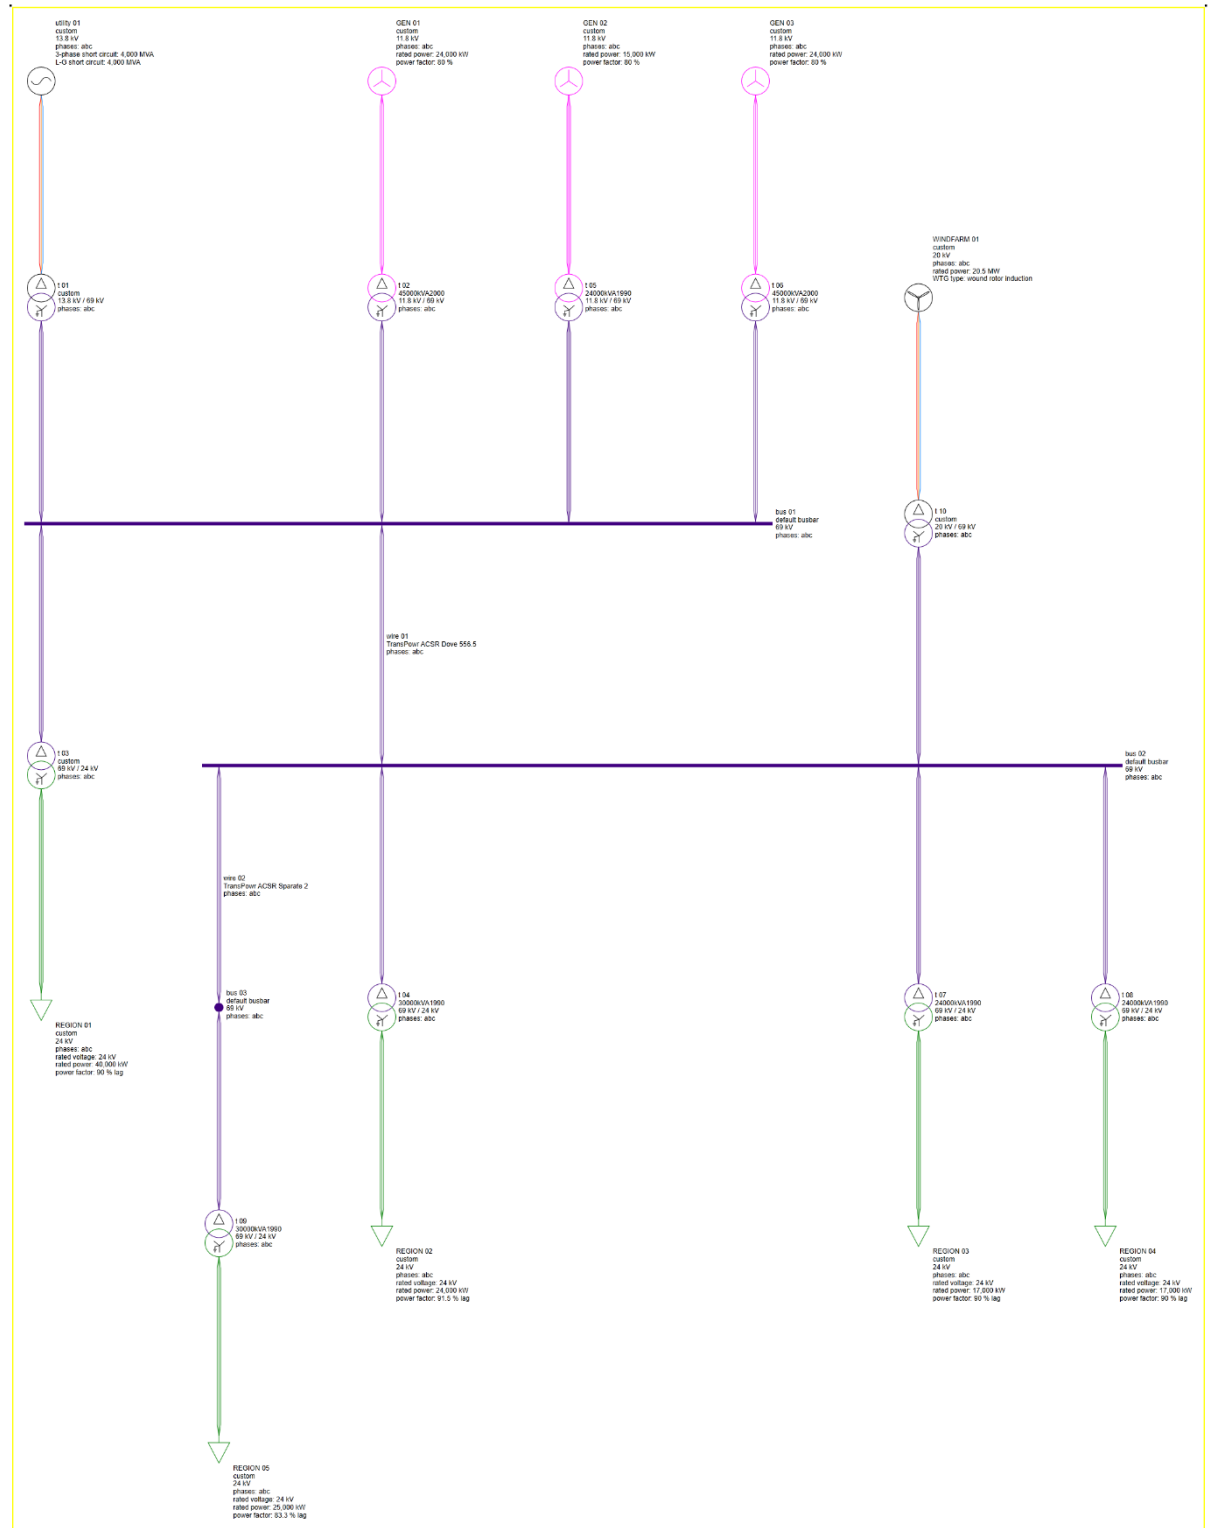 utility 01
custom
13.8 kV
phases: abc
3-phase short circuit: 4,000 MVA
L-G short circuit: 4,000 MVA
GEN 01
custom
11.8 kV
phases: abc
rated power: 24,000 kW
power factor: 80 %
GEN 02
custom
11.8 kV
phases: abc
rated power: 15,000 kW
power factor: 80 %
GEN 03
custom
11.8 kV
phases: abc
rated power: 24,000 kW
power factor: 80 %
WINDFARM 01
custom
20 kV
phases: abc
rated power: 20.5 MW
WTG type: wound rotor induction
t 01
custom
13.8 kV / 69 kV
phases: abc
t 02
45000kVA2000
11.8 kV / 69 kV
phases: abc
t 05
24000kVA1990
11.8 kV / 69 kV
phases: abc
t 06
45000kVA2000
11.8 kV / 69 kV
phases: abc
bus 01
default busbar
69 kV
phases: abc
t 10
custom
20 kV / 69 kV
phases: abc
wire 01
TransPowr ACSR Dove 556.5
phases: abc
t 03
custom
69 kV / 24 kV
phases: abc
bus 02
default busbar
69 kV
phases: abc
wire 02
TransPowr ACSR Sparate 2
phases: abc
bus 03
default busbar
69 kV
phases: abc
t 04
30000kVA1990
69 kV / 24 kV
phases: abc
t 07
24000kVA1990
69 kV / 24 kV
phases: abc
t 08
24000kVA1990
69 kV / 24 kV
phases: abc
REGION 01
custom
24 kV
phases: abc
rated voltage: 24 kV
rated power: 40,000 kW
power factor: 90 % lag
t 09
30000kVA1990
69 kV / 24 kV
phases: abc
REGION 02
custom
24 kV
phases: abc
rated voltage: 24 kV
rated power: 24,000 kW
power factor: 91.5 % lag
REGION 03
custom
24 kV
phases: abc
rated voltage: 24 kV
rated power: 17,000 kW
power factor: 90 % lag
REGION 04
custom
24 kV
phases: abc
rated voltage: 24 kV
rated power: 17,000 kW
power factor: 90 % lag
REGION 05
custom
24 kV
phases: abc
rated voltage: 24 kV
rated power: 25,000 kW
power factor: 83.3 % lag